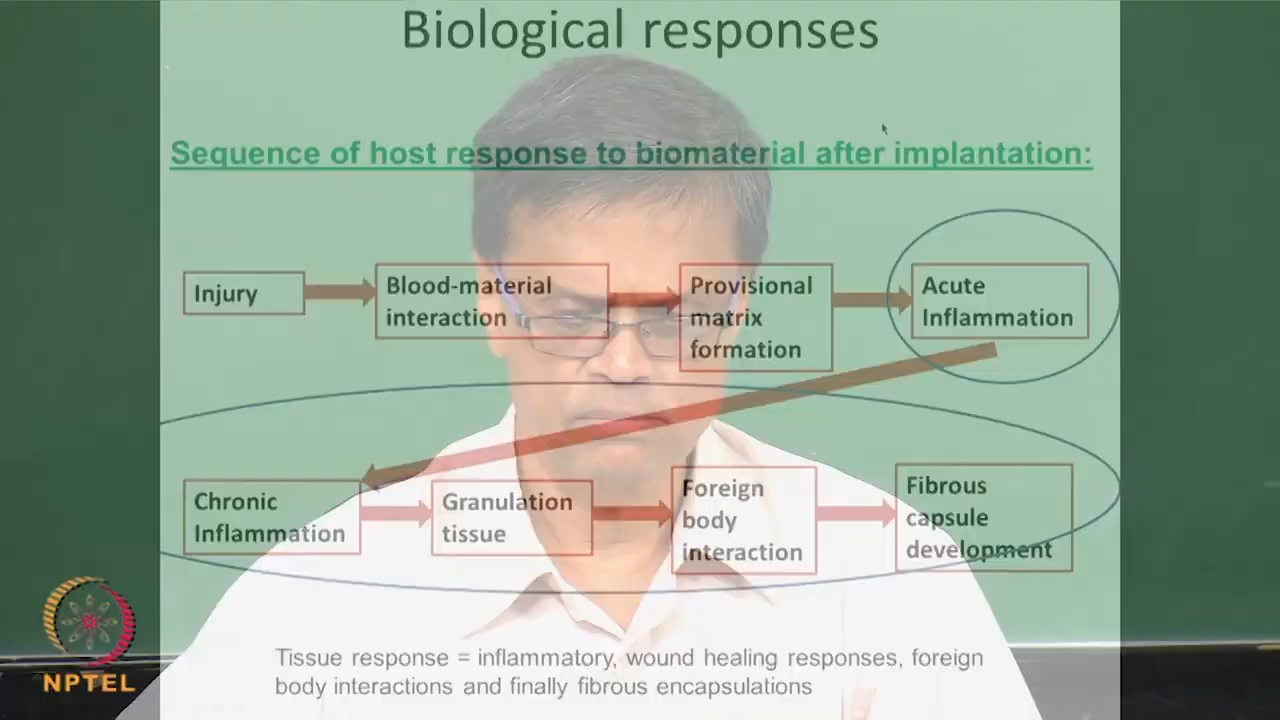 Biological responses
Sequence of host response to biomaterial after implantation:
Injury
Blood-material
interaction
Provisional
matrix
formation
Acute
Inflammation
Chronic
Inflammation
Granulation
tissue
Foreign
body
interaction
Fibrous
capsule
development
Tissue response = inflammatory, wound healing responses, foreign
body interactions and finally fibrous encapsulations
NPTEL